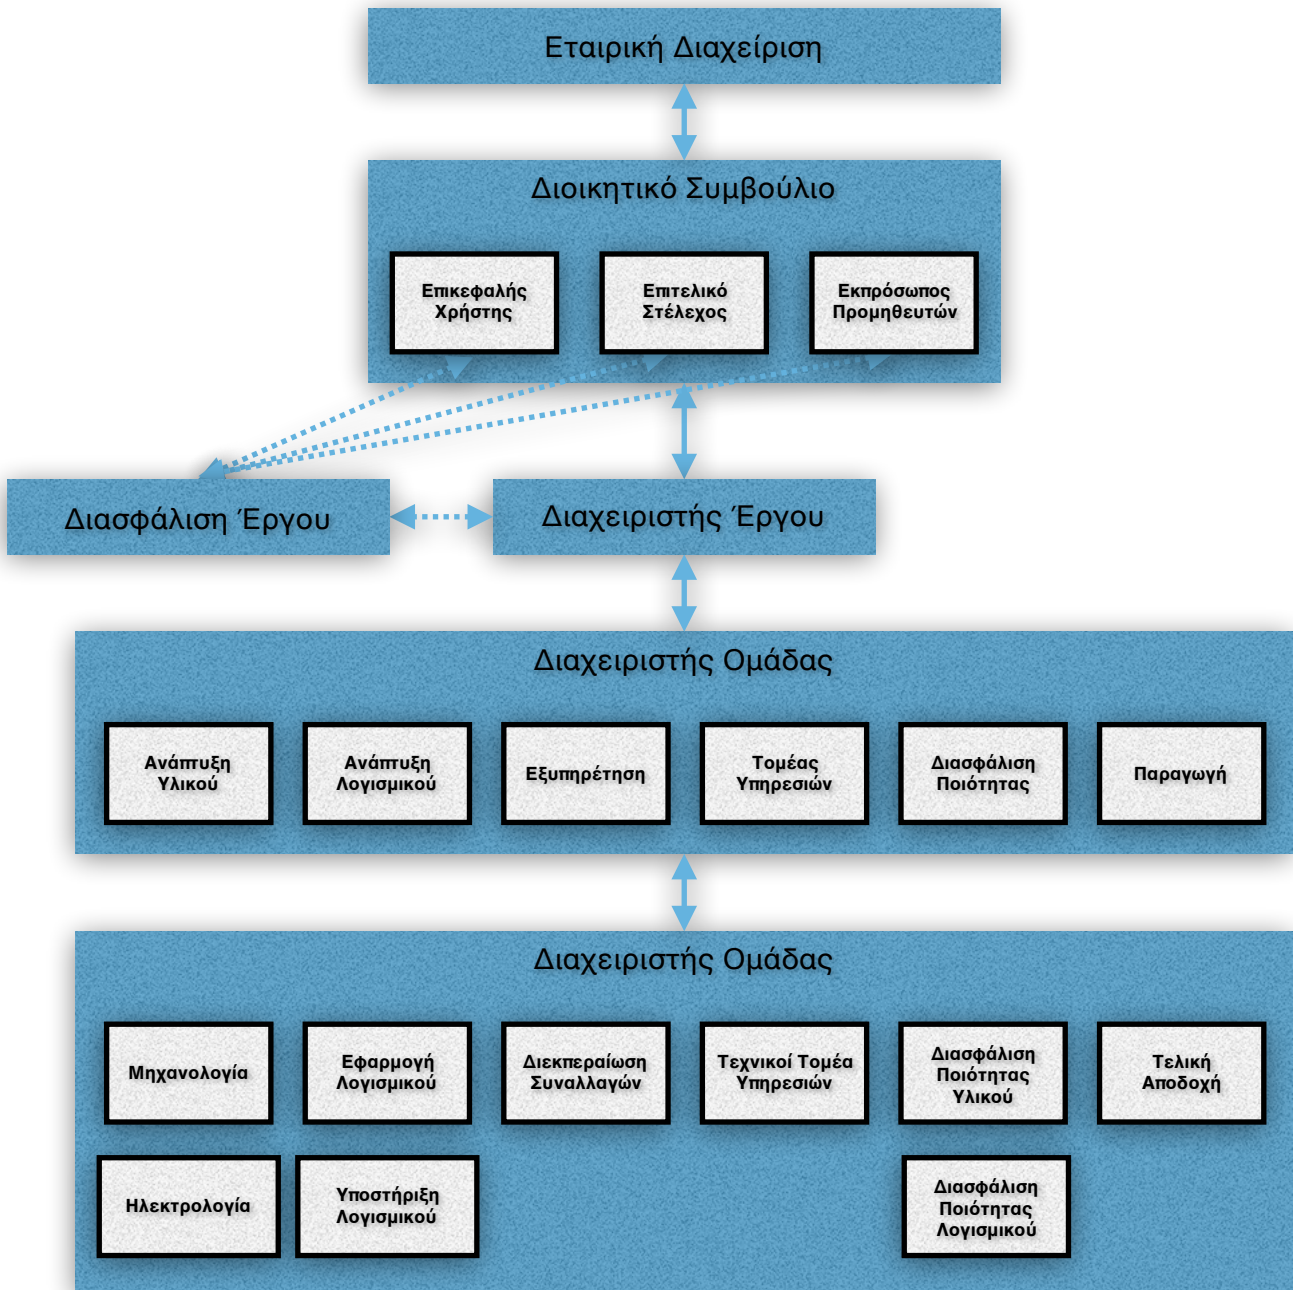 Εταιρική Διαχείριση
Διοικητικό Συμβούλιο
Επικεφαλής
Χρήστης
Επιτελικό
Στέλεχος
Εκπρόσωπος
Προμηθευτών
Διασφάλιση Έργου
Διαχειριστής Έργου
Διαχειριστής Ομάδας
Ανάπτυξη
Υλικού
Ανάπτυξη
Λογισμικού
Εξυπηρέτηση
Τομέας
Υπηρεσιών
Διασφάλιση
Ποιότητας
Παραγωγή
Διαχειριστής Ομάδας
Μηχανολογία
Εφαρμογή
Λογισμικού
Διεκπεραίωση
Συναλλαγών
Τεχνικοί Τομέα
Υπηρεσιών
Διασφάλιση
Ποιότητας
Υλικού
Τελική
Αποδοχή
Ηλεκτρολογία
Υποστήριξη
Λογισμικού
Διασφάλιση
Ποιότητας
Λογισμικού